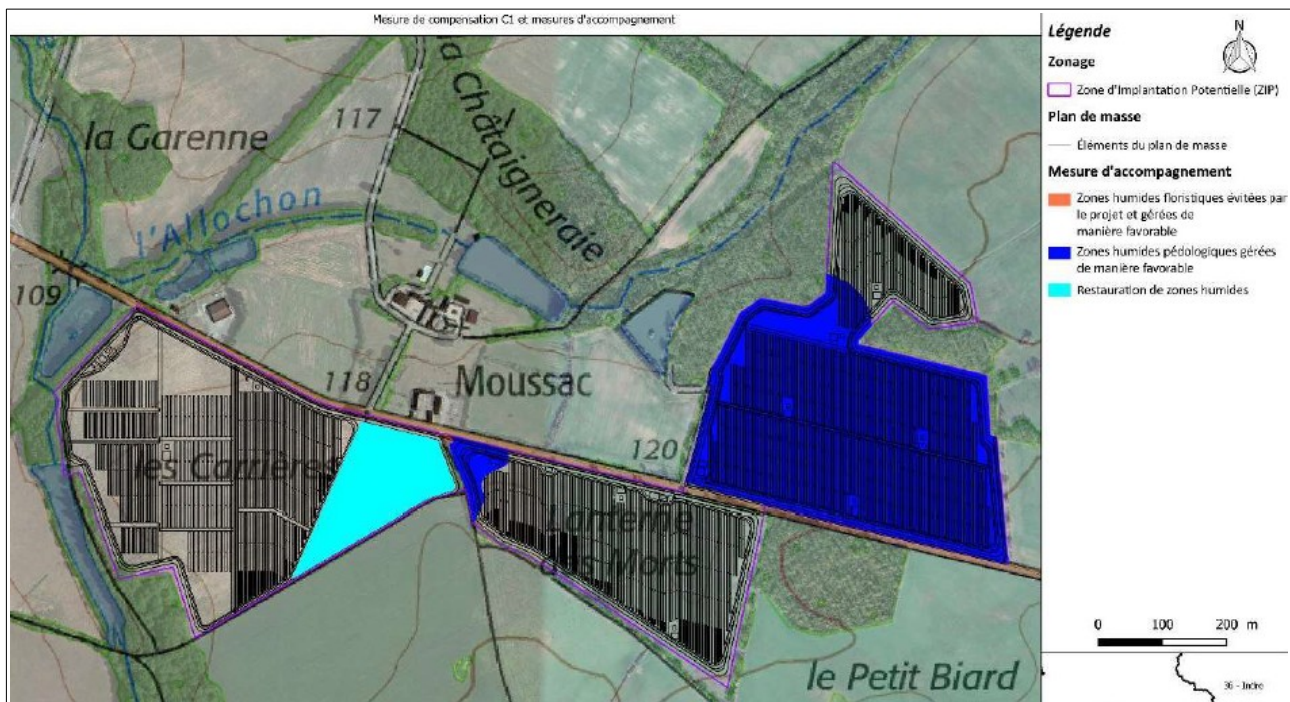 Mesure de compensation C1 et mesures d'accompagnement
la Garenne
117
la Châtaigneraie
l'Allochon
109
118
Moussac
120
les Carrières
Lanterne
des Morts
le Petit Biard
Légende
N
Zonage
Zone d'Implantation Potentielle (ZIP)
Plan de masse
Éléments du plan de masse
Mesure d'accompagnement
Zones humides floristiques évitées par
le projet et gérées de
manière favorable
Zones humides pédologiques gérées
de manière favorable
Restauration de zones humides
0 100 200 m
36 - Indre